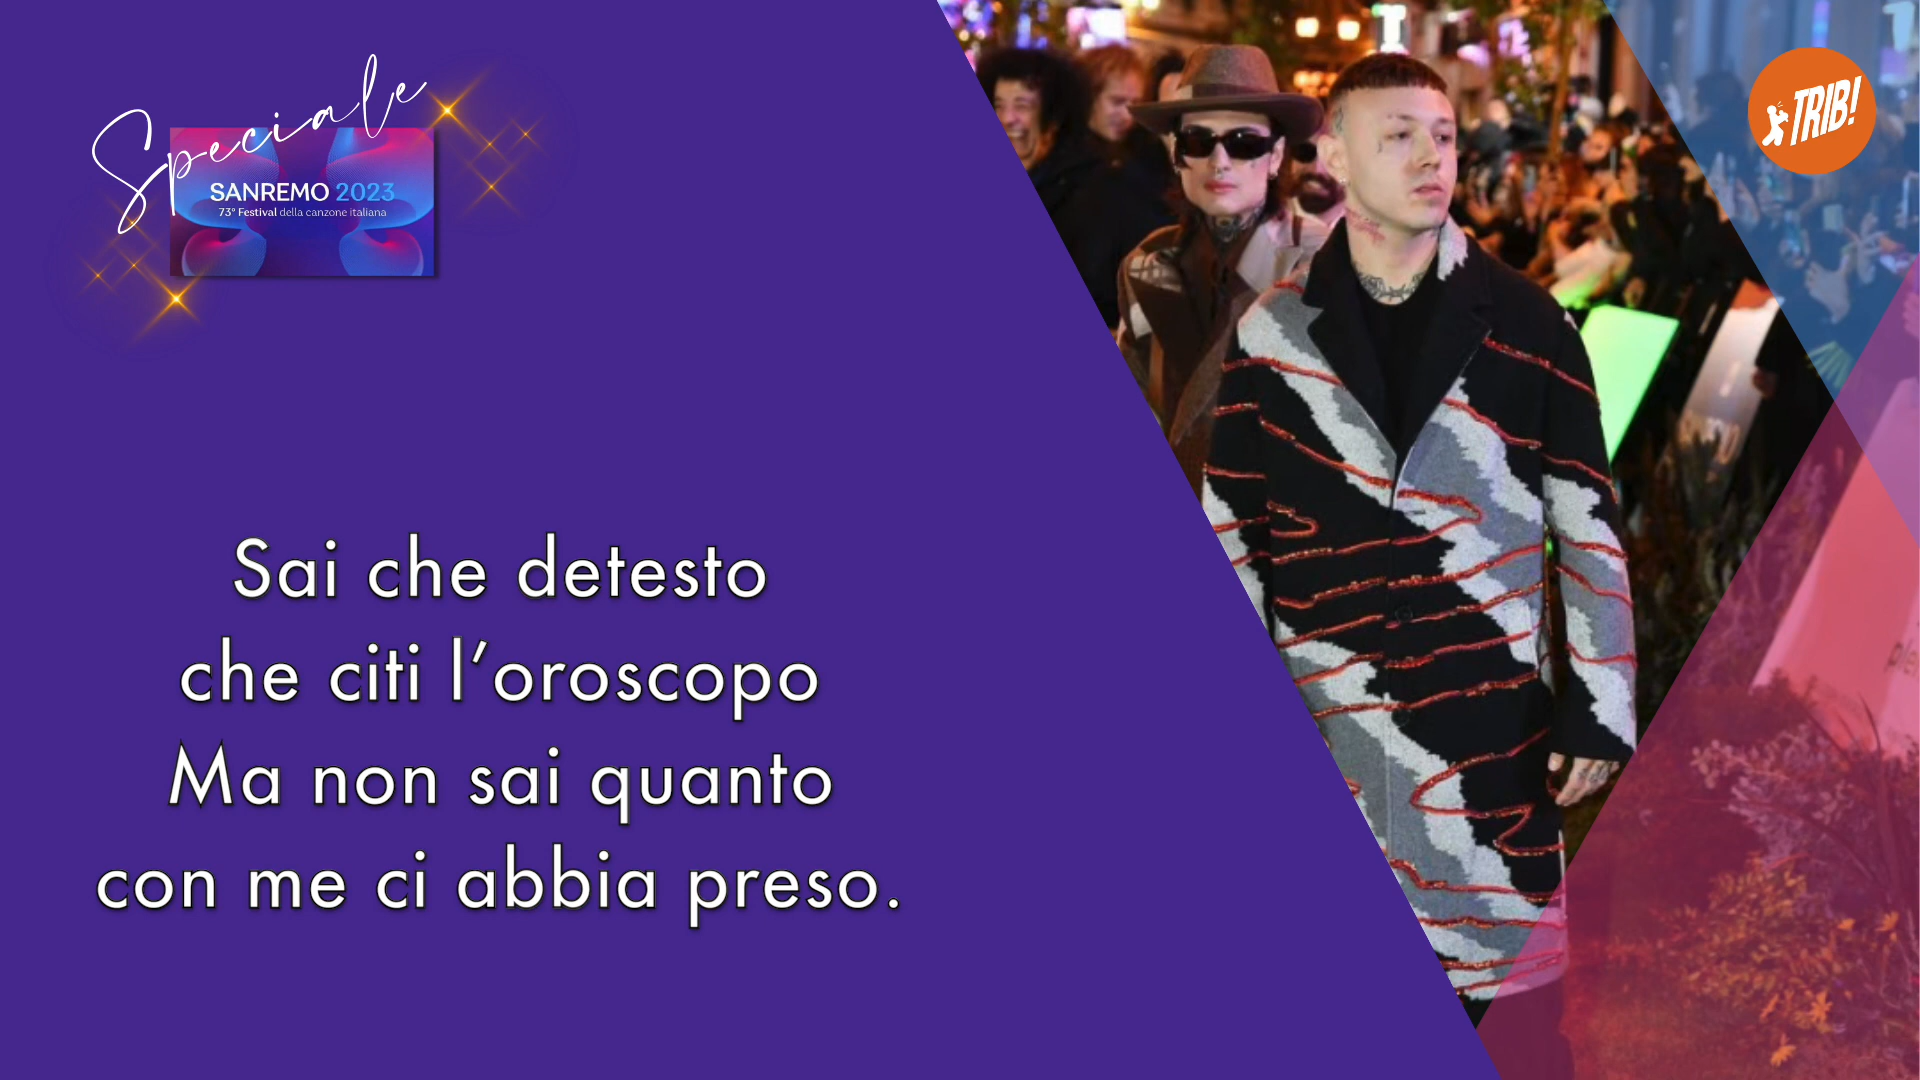 Speciale
SANREMO 2023
73° Festival della canzone italiana
TRIB!
Sai che detesto
che citi l’oroscopo
Ma non sai quanto
con me ci abbia preso.